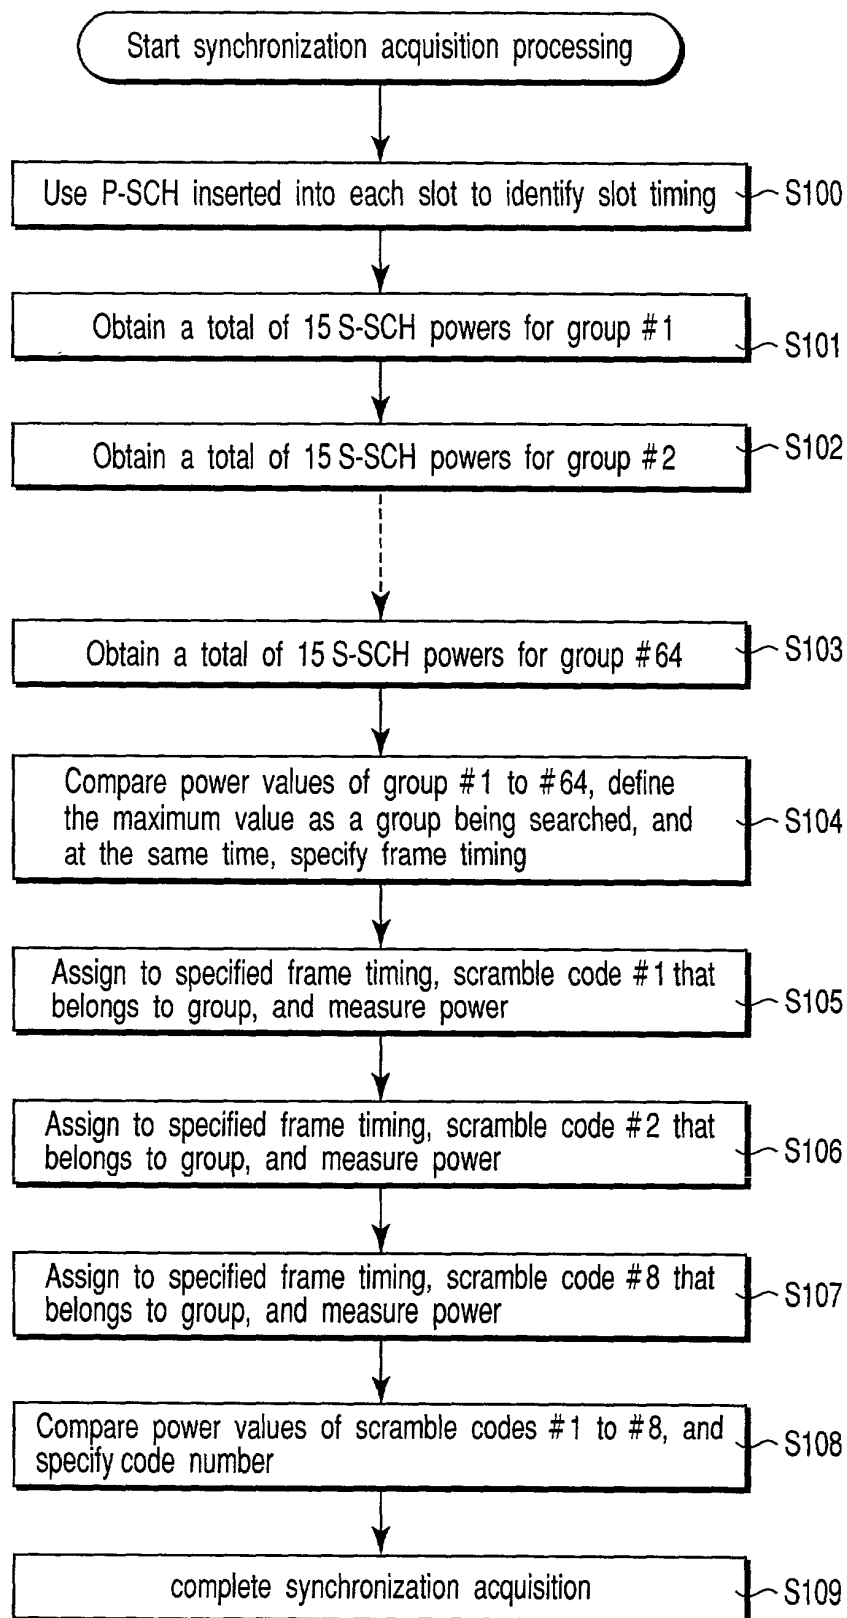 Start synchronization acquisition processing
Use P-SCH inserted into each slot to identify slot timing
S100
Obtain a total of 15 S-SCH powers for group #1
S101
Obtain a total of 15 S-SCH powers for group #2
S102
Obtain a total of 15 S-SCH powers for group #64
S103
Compare power values of group #1 to #64, define
the maximum value as a group being searched, and
at the same time, specify frame timing
S104
Assign to specified frame timing, scramble code #1 that
belongs to group, and measure power
S105
Assign to specified frame timing, scramble code #2 that
belongs to group, and measure power
S106
Assign to specified frame timing, scramble code #8 that
belongs to group, and measure power
S107
Compare power values of scramble codes #1 to #8, and
specify code number
S108
complete synchronization acquisition
S109